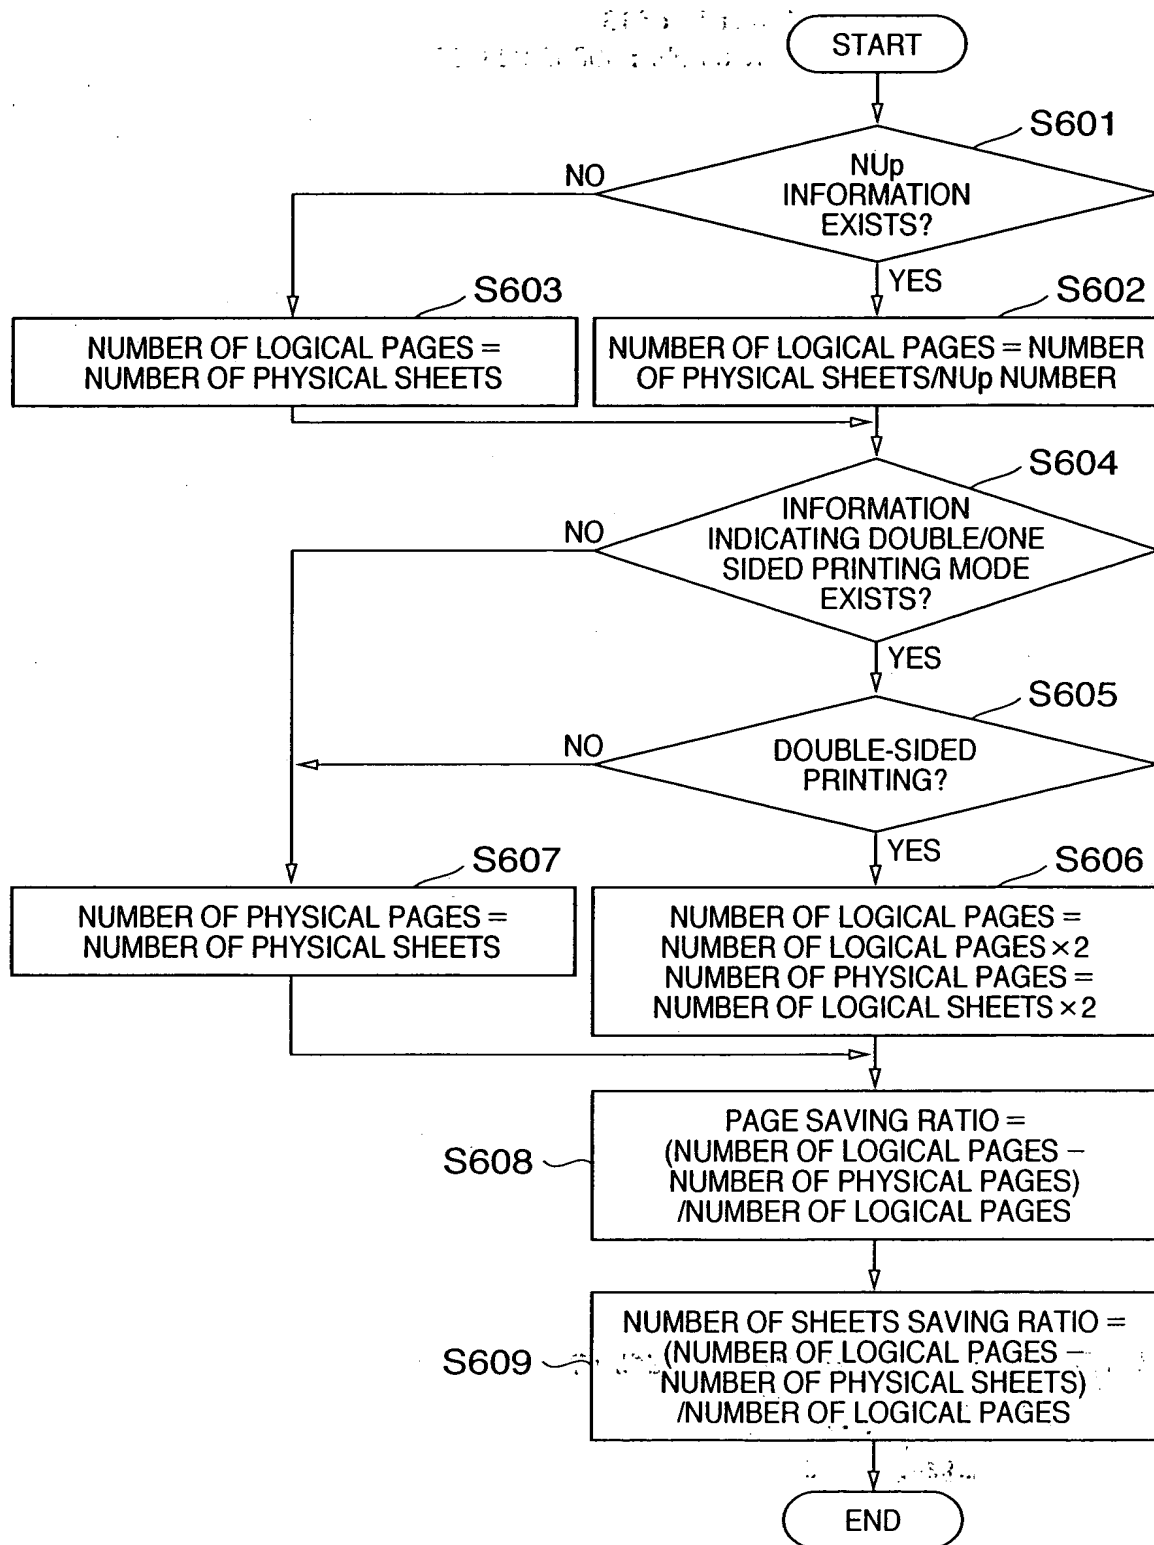 START
S601
NUp
INFORMATION
EXISTS?
NO
YES
S603
NUMBER OF LOGICAL PAGES =
NUMBER OF PHYSICAL SHEETS
S602
NUMBER OF LOGICAL PAGES = NUMBER
OF PHYSICAL SHEETS/NUp NUMBER
S604
INFORMATION
INDICATING DOUBLE/ONE
SIDED PRINTING MODE
EXISTS?
NO
YES
S605
DOUBLE-SIDED
PRINTING?
NO
YES
S607
NUMBER OF PHYSICAL PAGES =
NUMBER OF PHYSICAL SHEETS
S606
NUMBER OF LOGICAL PAGES =
NUMBER OF LOGICAL PAGES ×2
NUMBER OF PHYSICAL PAGES =
NUMBER OF LOGICAL SHEETS ×2
S608
PAGE SAVING RATIO =
(NUMBER OF LOGICAL PAGES –
NUMBER OF PHYSICAL PAGES)
/NUMBER OF LOGICAL PAGES
S609
NUMBER OF SHEETS SAVING RATIO =
(NUMBER OF LOGICAL PAGES –
NUMBER OF PHYSICAL SHEETS)
/NUMBER OF LOGICAL PAGES
END